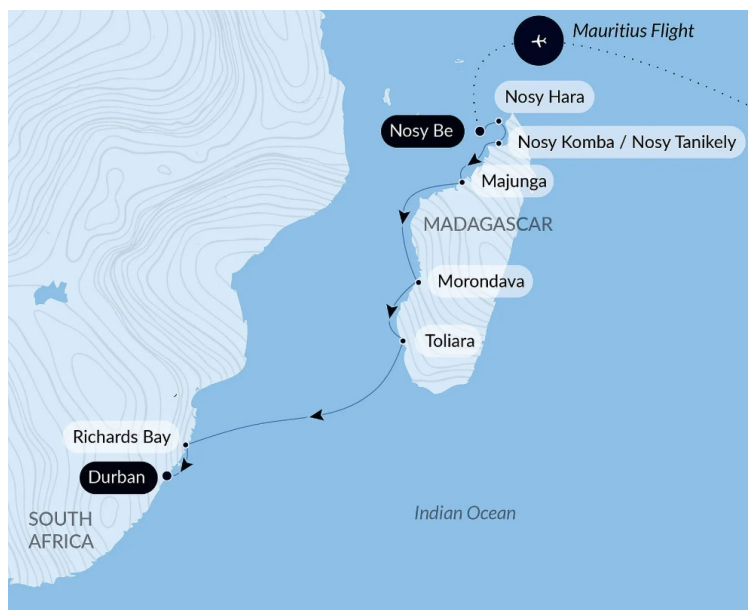 Mauritius Flight
Nosy Hara
Nosy Be
Nosy Komba / Nosy Tanikely
Majunga
MADAGASCAR
Morondava
Toliara
Richards Bay
Durban
SOUTH
AFRICA
Indian Ocean